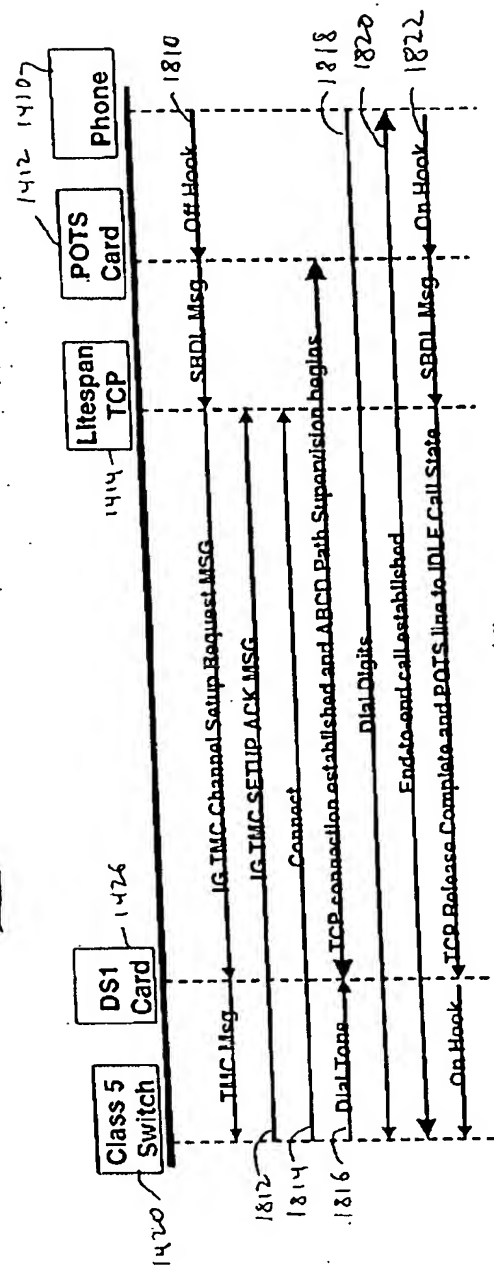 1420
Class 5
Switch
DS1
Card
1426
1414
Litespan
TCP
1412
POTS
Card
1410
Phone
TMC Msg
IG TMC Channel Setup Request MSG
SBDL Msg
Off Hook
1810
1812
IG TMC SETUP ACK MSG
1814
Connect
1816
Dial Tone
TCP connection established and ABCD Path Supervision begins
Dial Digits
1818
End-to-end call established
1820
On Hook
TCP Release Complete and POTS line to IDLE Call State
SBDL Msg
On Hook
1822